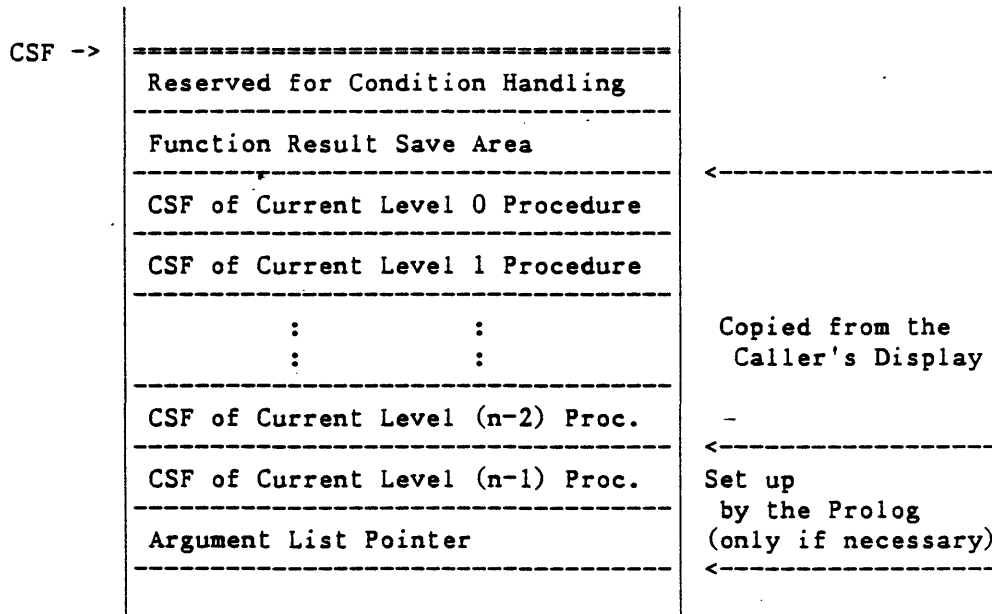 CSF ->
Reserved for Condition Handling
Function Result Save Area
CSF of Current Level 0 Procedure
CSF of Current Level 1 Procedure
: :
: :
Copied from the
Caller's Display
CSF of Current Level (n-2) Proc.
CSF of Current Level (n-1) Proc.
Set up
by the Prolog
(only if necessary)
Argument List Pointer